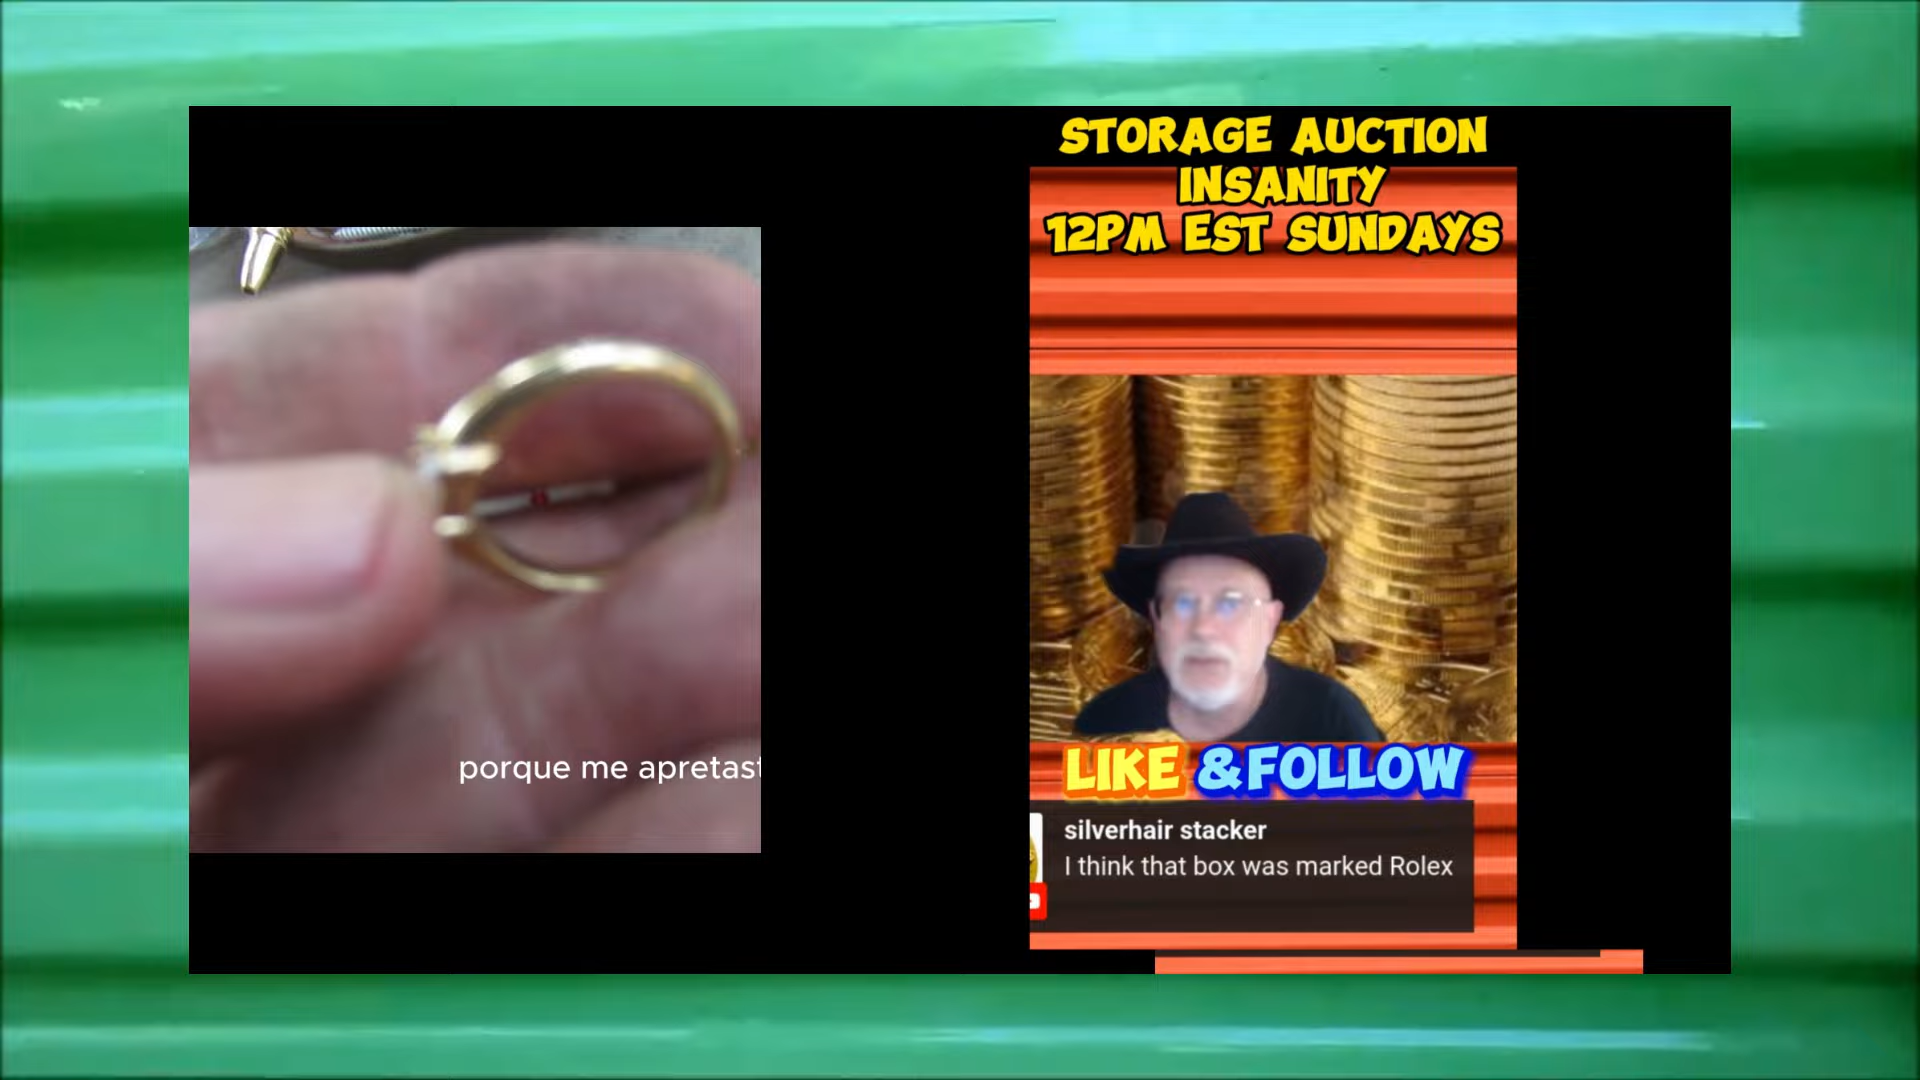 STORAGE AUCTION
INSANITY
12PM EST SUNDAYS
porque me apretast
LIKE &FOLLOW
silverhair stacker
I think that box was marked Rolex